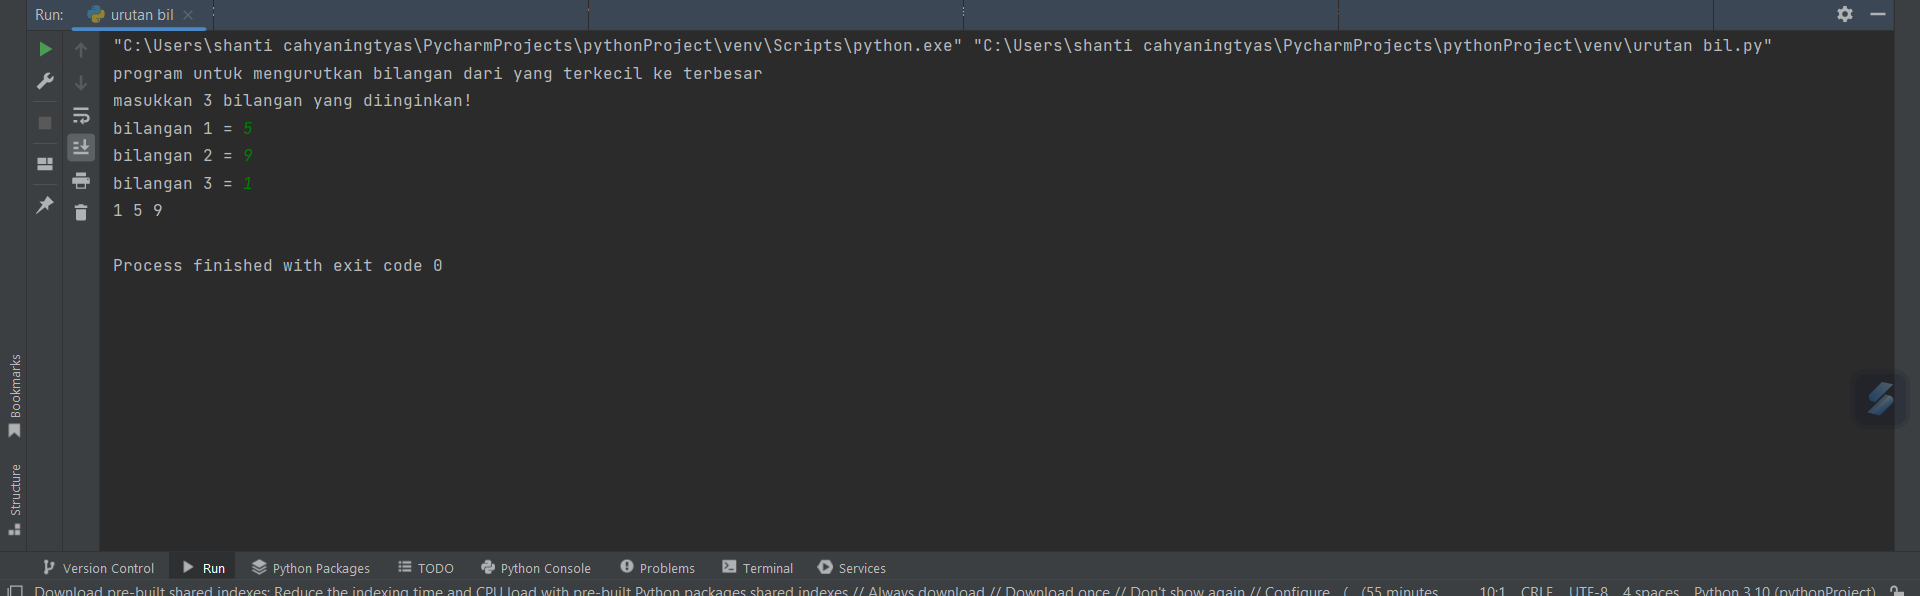 Run: urutan bil
"C:\Users\shanti cahyaningtyas\PycharmProjects\pythonProject\venv\Scripts\python.exe" "C:\Users\shanti cahyaningtyas\PycharmProjects\pythonProject\venv\urutan bil.py"
program untuk mengurutkan bilangan dari yang terkecil ke terbesar
masukkan 3 bilangan yang diinginkan!
bilangan 1 = 5
bilangan 2 = 9
bilangan 3 = 1
1 5 9
Process finished with exit code 0
Bookmarks
Structure
Version Control Run Python Packages TODO Python Console Problems Terminal Services
Download pre-built shared indexes: Reduce the indexing time and CPU load with pre-built Python packages shared indexes // Always download // Download once // Don't show again // Configure... (55 minutes 10:1 CRLF UTF-8 4 spaces Python 3.10 (pythonProject)